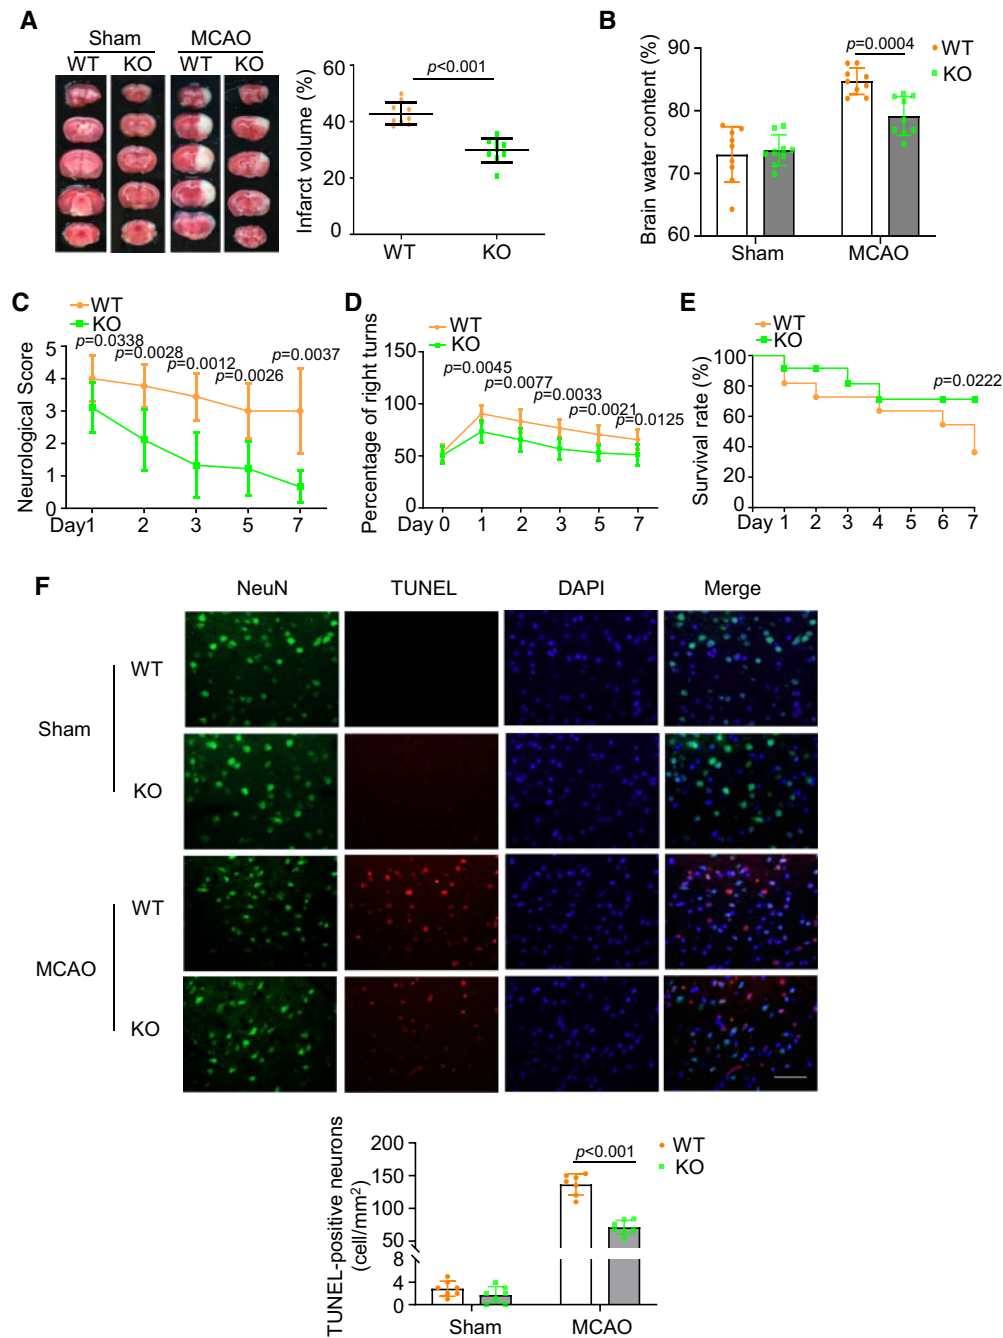 A
Sham MCAO
WT KO WT KO
Infarct volume (%)
60
40
20
0
p<0.001
WT KO
B
Brain water content (%)
90
80
70
60
p=0.0004
WT
KO
Sham MCAO
C
WT
KO
Neurological Score
5
4
3
2
1
0
p=0.0338
p=0.0028
p=0.0012
p=0.0026
p=0.0037
Day1 2 3 5 7
D
WT
KO
Percentage of right turns
150
100
50
0
p=0.0045
p=0.0077
p=0.0033
p=0.0021
p=0.0125
Day 0 1 2 3 5 7
E
WT
KO
Survival rate (%)
100
80
60
40
20
0
p=0.0222
Day 1 2 3 4 5 6 7
F
NeuN TUNEL DAPI Merge
Sham
WT
KO
MCAO
WT
KO
TUNEL-positive neurons
(cell/mm2)
200
150
100
50
8
4
0
p<0.001
WT
KO
Sham MCAO